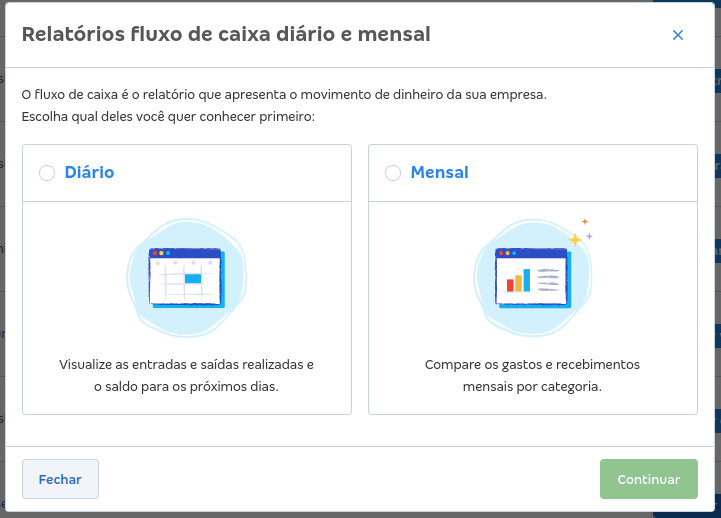 Relatórios fluxo de caixa diário e mensal
O fluxo de caixa é o relatório que apresenta o movimento de dinheiro da sua empresa.
Escolha qual deles você quer conhecer primeiro:
Diário
Visualize as entradas e saídas realizadas e
o saldo para os próximos dias.
Mensal
Compare os gastos e recebimentos
mensais por categoria.
Fechar
Continuar